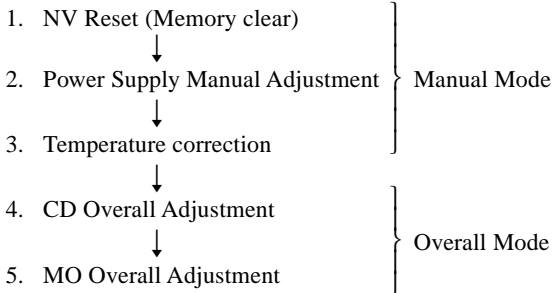 1. NV Reset (Memory clear)
2. Power Supply Manual Adjustment
Manual Mode
3. Temperature correction
4. CD Overall Adjustment
Overall Mode
5. MO Overall Adjustment